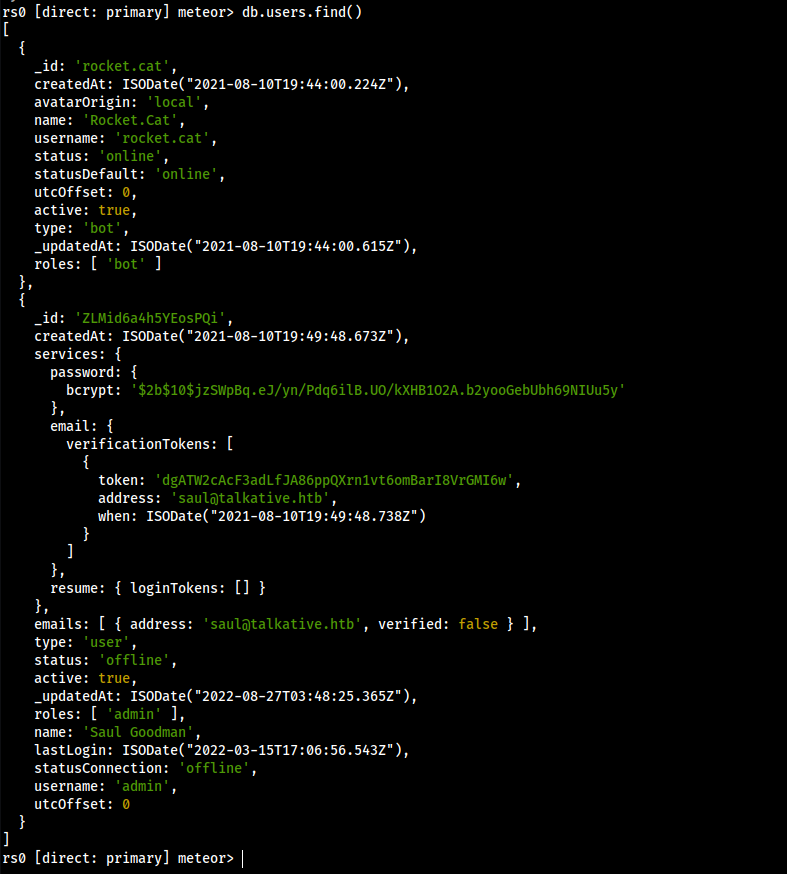 rs0 [direct: primary] meteor> db.users.find()
[
  {
    _id: 'rocket.cat',
    createdAt: ISODate("2021-08-10T19:44:00.224Z"),
    avatarOrigin: 'local',
    name: 'Rocket.Cat',
    username: 'rocket.cat',
    status: 'online',
    statusDefault: 'online',
    utcOffset: 0,
    active: true,
    type: 'bot',
    _updatedAt: ISODate("2021-08-10T19:44:00.615Z"),
    roles: [ 'bot' ]
  },
  {
    _id: 'ZLMid6a4h5YEosPQi',
    createdAt: ISODate("2021-08-10T19:49:48.673Z"),
    services: {
      password: {
        bcrypt: '$2b$10$jzSWpBq.eJ/yn/Pdq6ilB.UO/kXHB1O2A.b2yooGebUbh69NIUu5y'
      },
      email: {
        verificationTokens: [
          {
            token: 'dgATW2cAcF3adLfJA86ppQXrn1vt6omBarI8VrGMI6w',
            address: 'saul@talkative.htb',
            when: ISODate("2021-08-10T19:49:48.738Z")
          }
        ]
      },
      resume: { loginTokens: [] }
    },
    emails: [ { address: 'saul@talkative.htb', verified: false } ],
    type: 'user',
    status: 'offline',
    active: true,
    _updatedAt: ISODate("2022-08-27T03:48:25.365Z"),
    roles: [ 'admin' ],
    name: 'Saul Goodman',
    lastLogin: ISODate("2022-03-15T17:06:56.543Z"),
    statusConnection: 'offline',
    username: 'admin',
    utcOffset: 0
  }
]
rs0 [direct: primary] meteor>